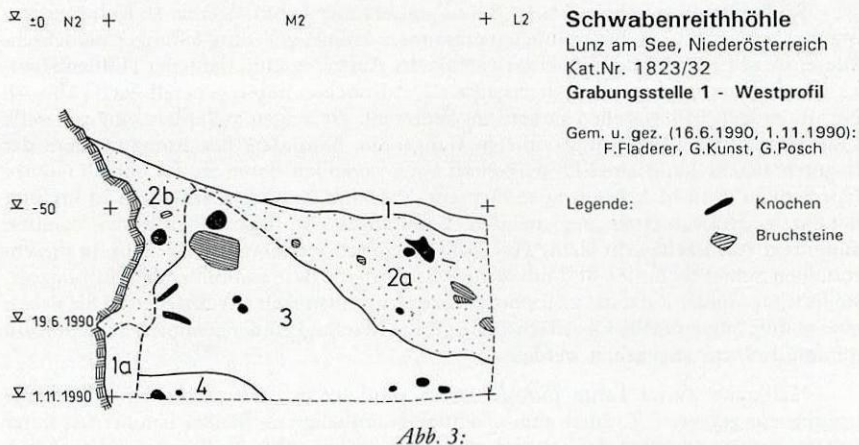 ±0 N2 M2 L2
Schwabenreithhöhle
Lunz am See, Niederösterreich
Kat.Nr. 1823/32
Grabungsstelle 1 - Westprofil
Gem. u. gez. (16.6.1990, 1.11.1990):
F.Fladerer, G.Kunst, G.Posch
Legende:
Knochen
Bruchsteine
-50
2b
1
2a
3
19.6.1990
1a
4
1.11.1990
Abb. 3: